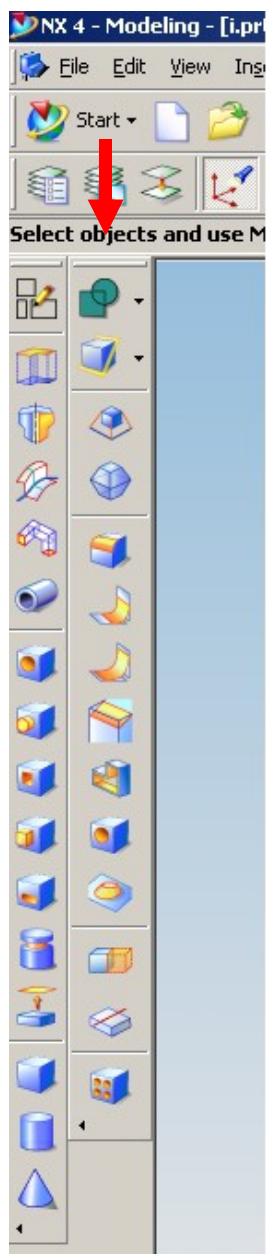 NX 4 - Modeling - [i.pr
File Edit View Ins
Start
Select objects and use M